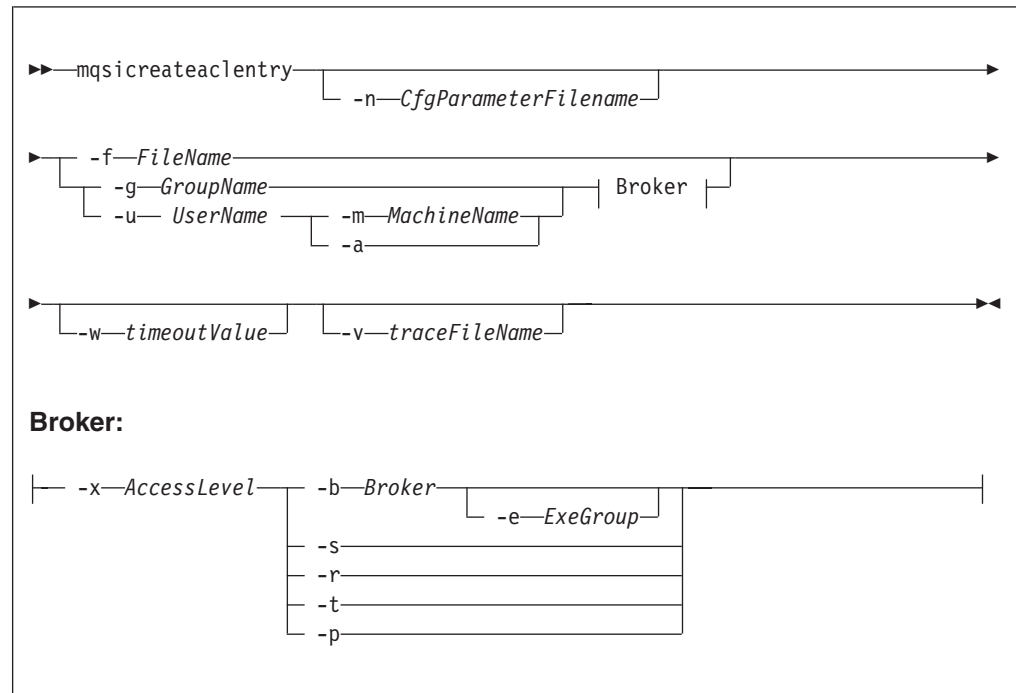 mqsicreateaclentry
-n CfgParameterFilename
-f FileName
-g GroupName Broker
-u UserName -m MachineName
-a
-w timeoutValue -v traceFileName
Broker:
-x AccessLevel -b Broker
-e ExeGroup
-s
-r
-t
-p